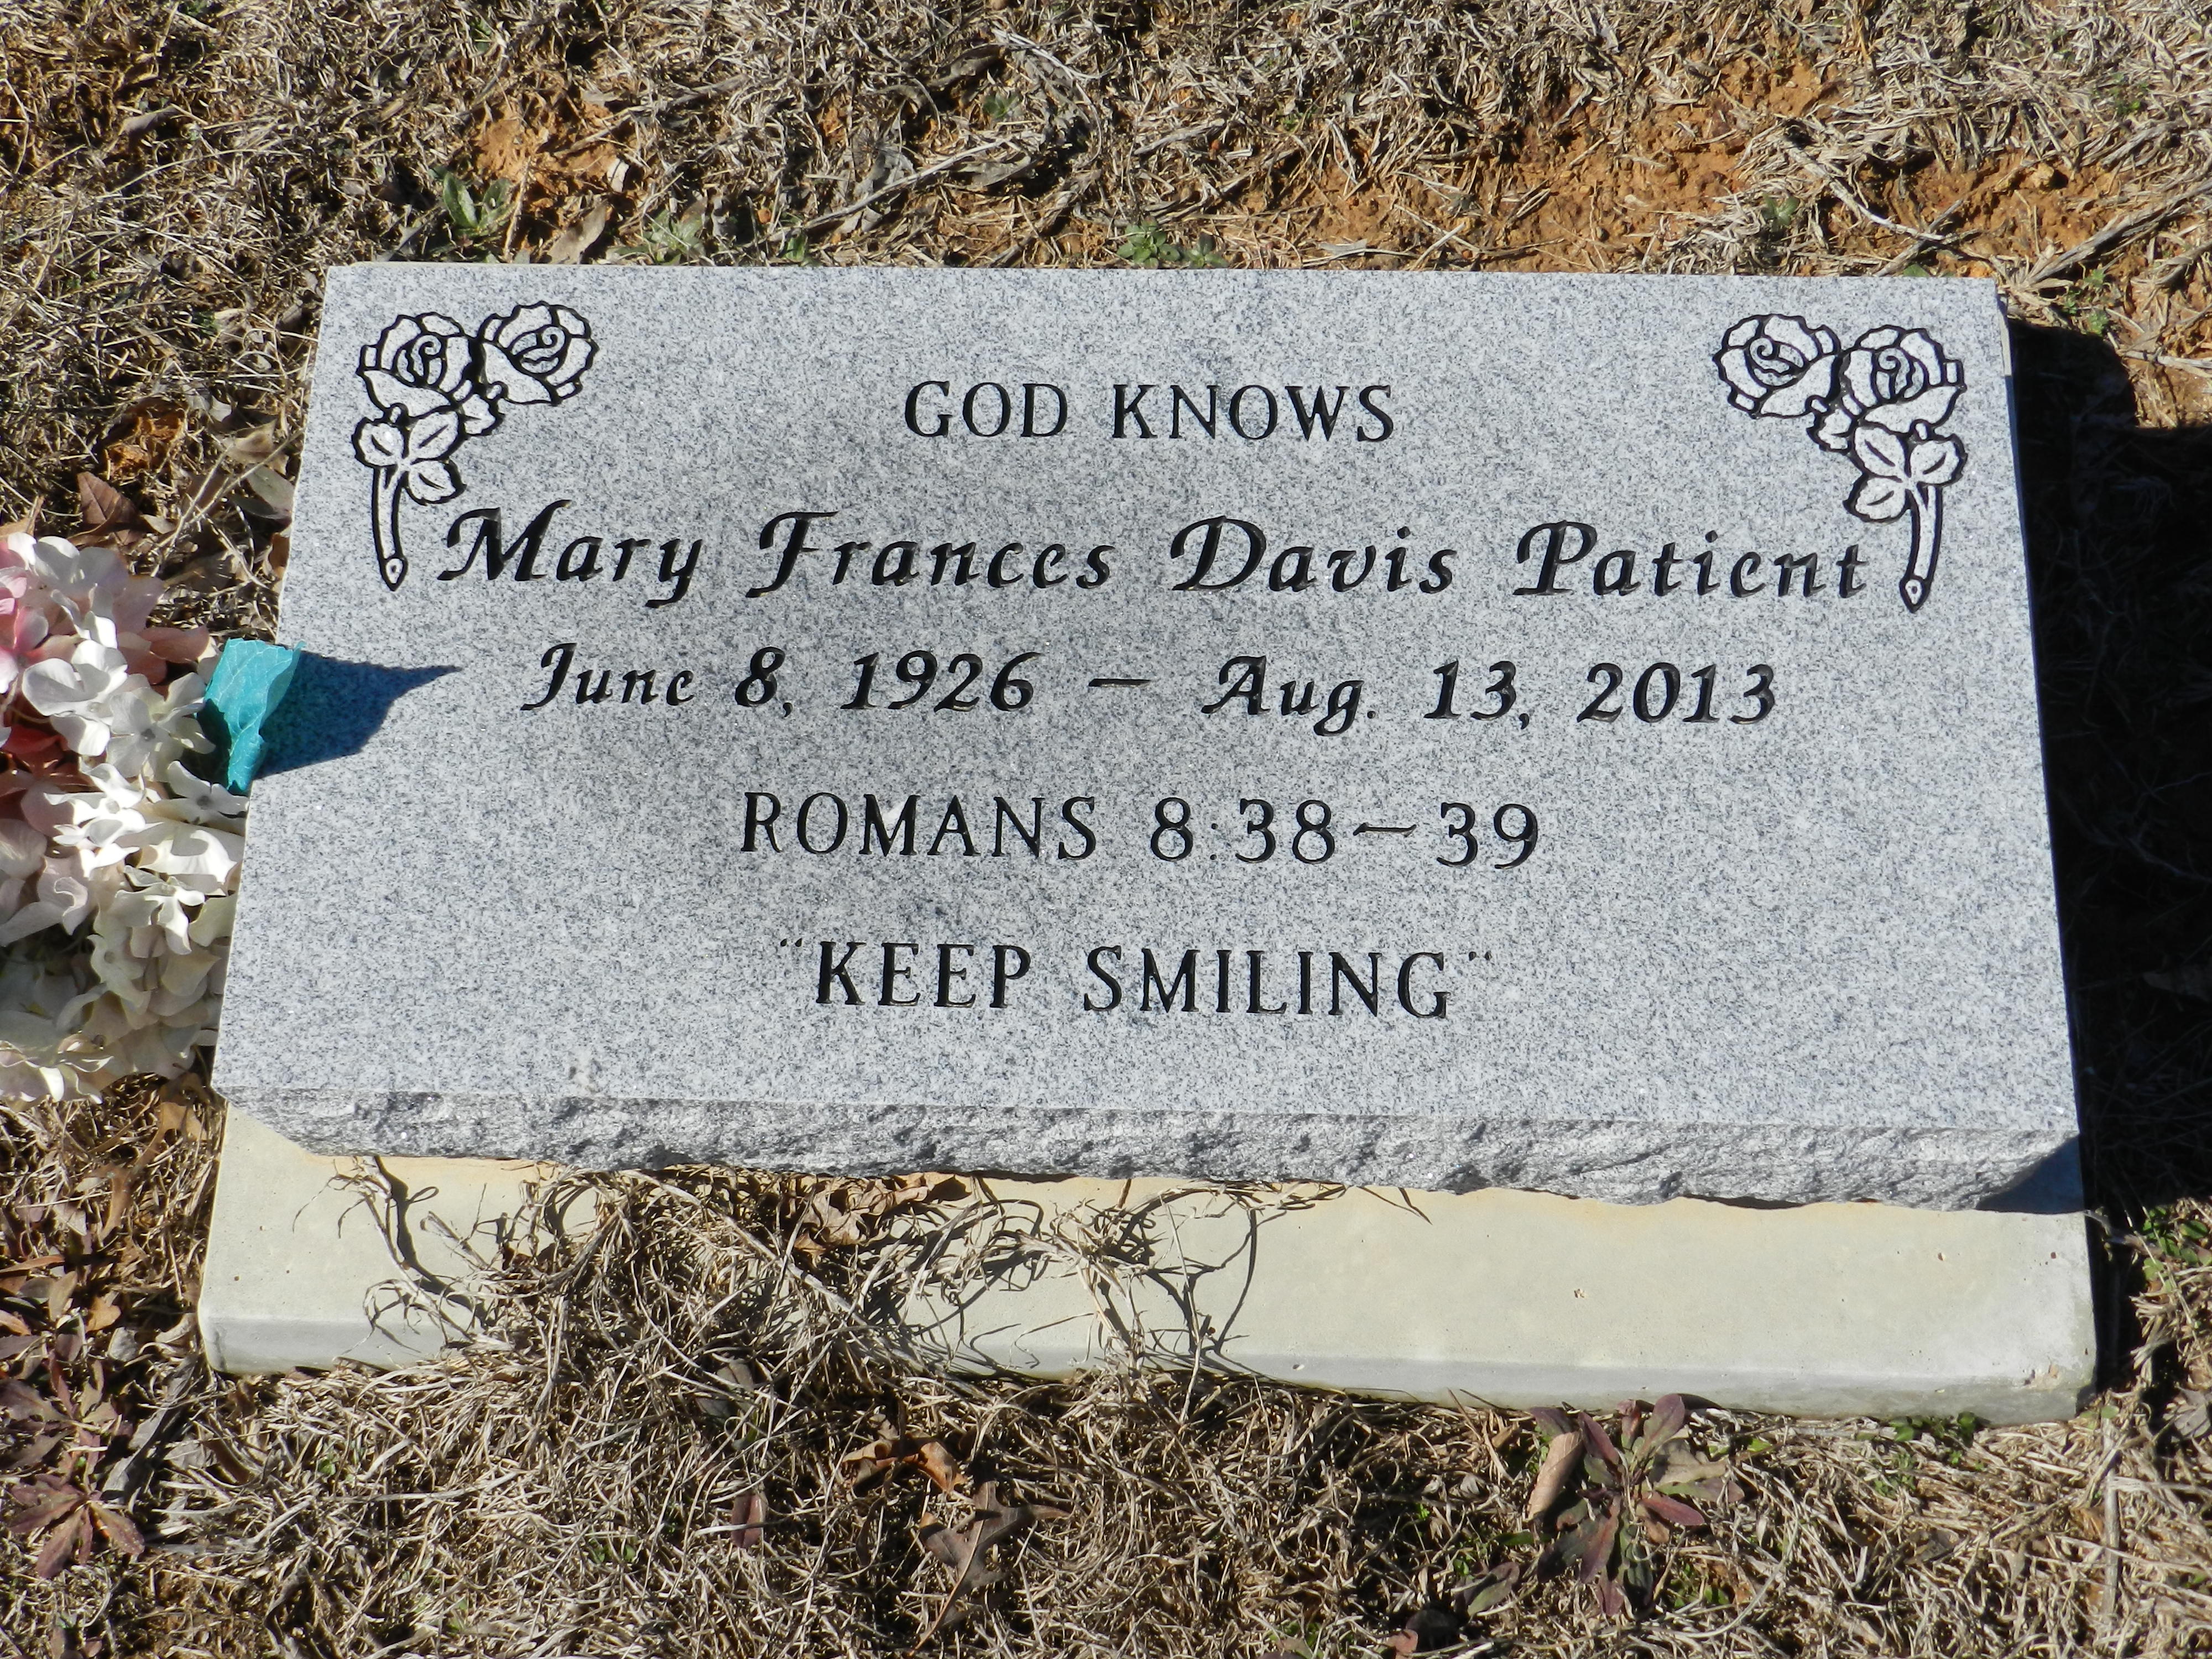 GOD KNOWS
Mary Frances Davis Patient
June 8, 1926 - Aug. 13, 2013
ROMANS 8:38-39
"KEEP SMILING"